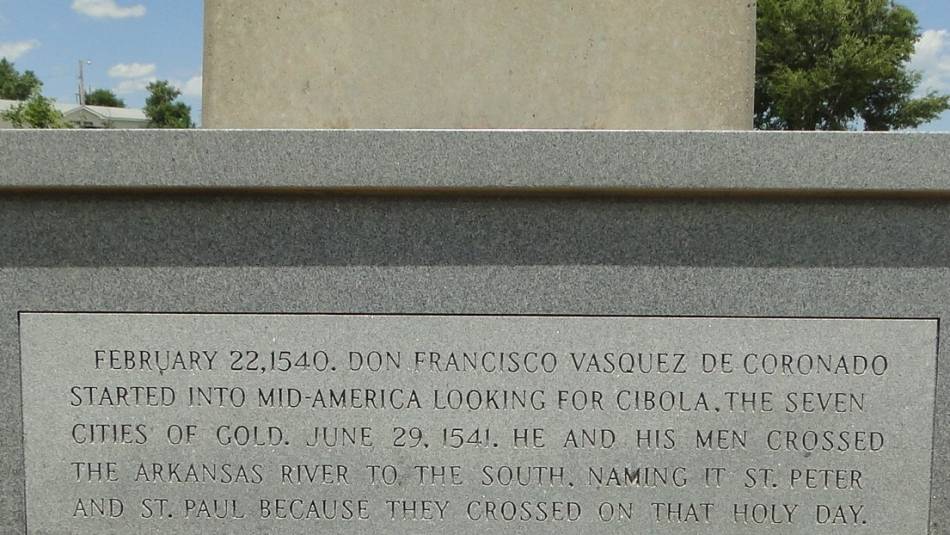 FEBRUARY 22,1540. DON FRANCISCO VASQUEZ DE CORONADO
STARTED INTO MID-AMERICA LOOKING FOR CIBOLA, THE SEVEN
CITIES OF GOLD. JUNE 29, 1541. HE AND HIS MEN CROSSED
THE ARKANSAS RIVER TO THE SOUTH, NAMING IT ST. PETER
AND ST. PAUL BECAUSE THEY CROSSED ON THAT HOLY DAY.